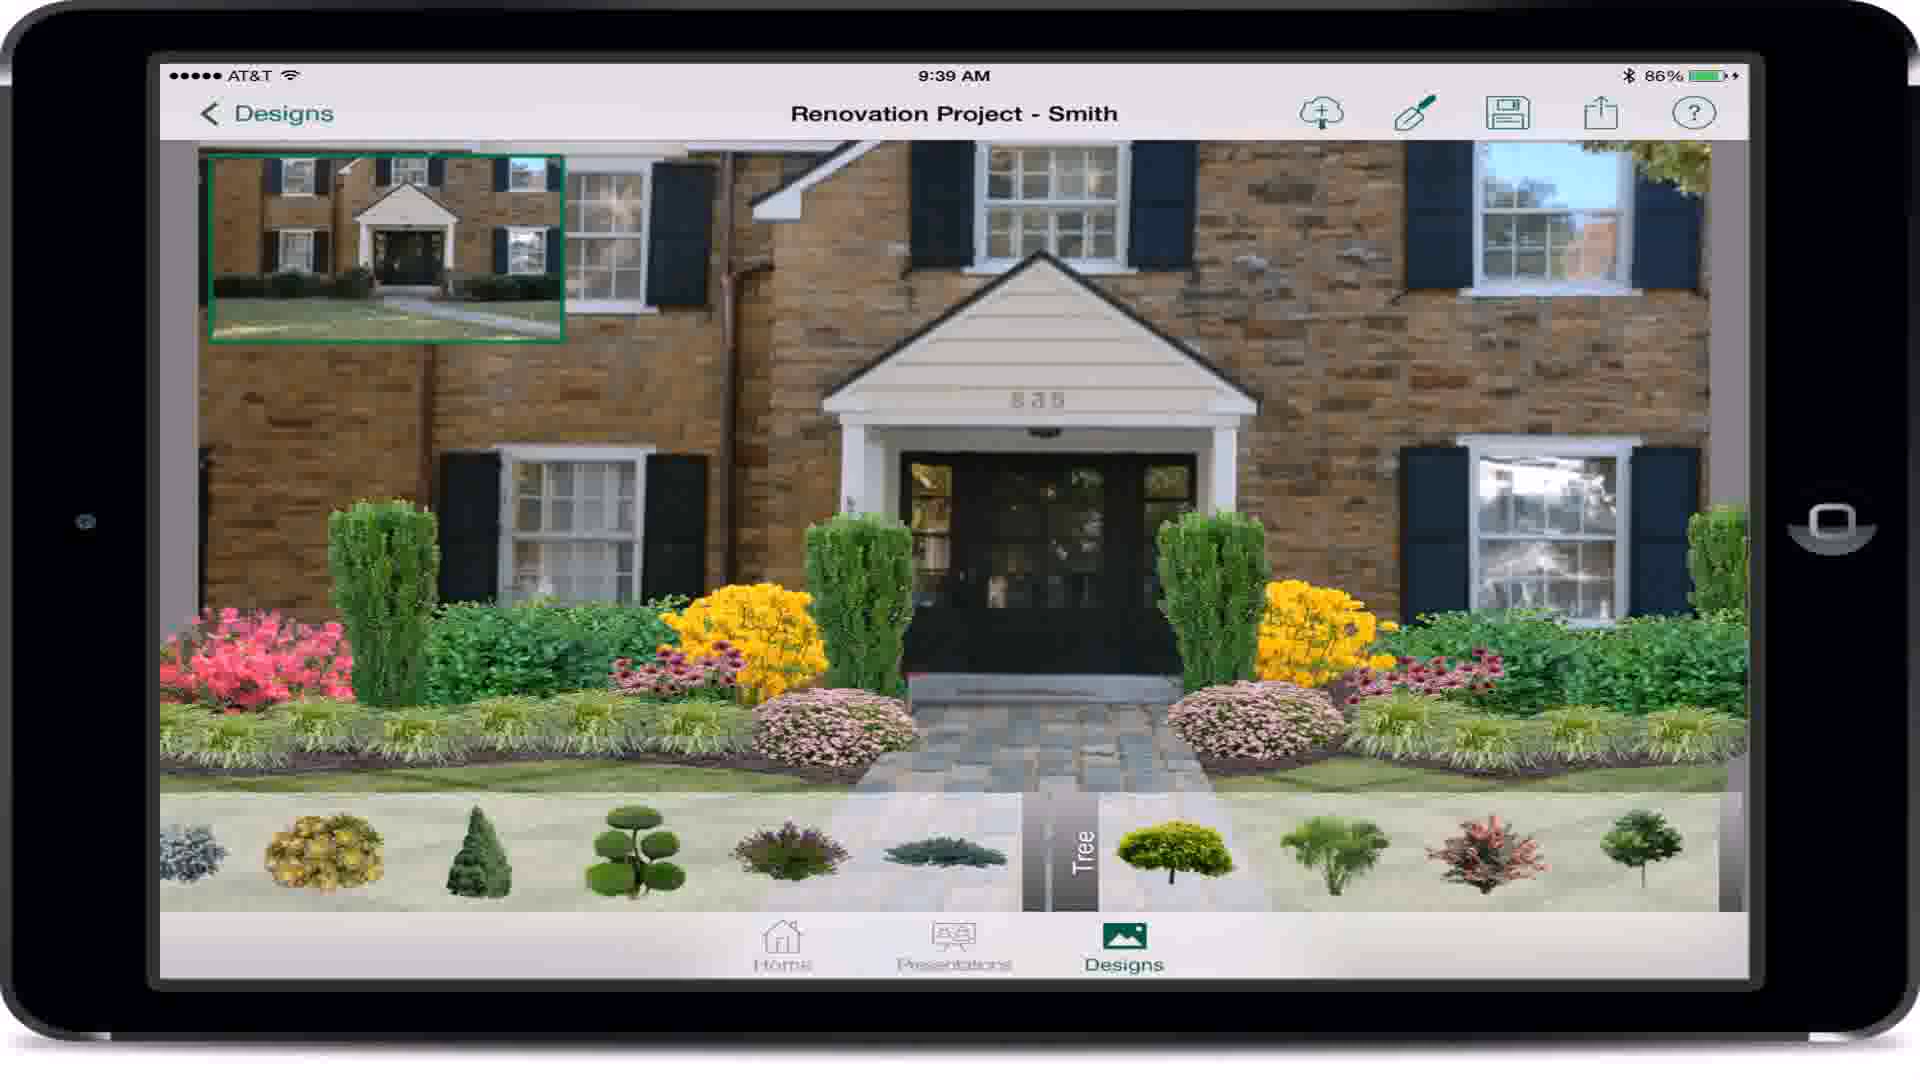 AT&T
9:39 AM
86%
Designs
Renovation Project - Smith
?
Tree
Home
Presentations
Designs